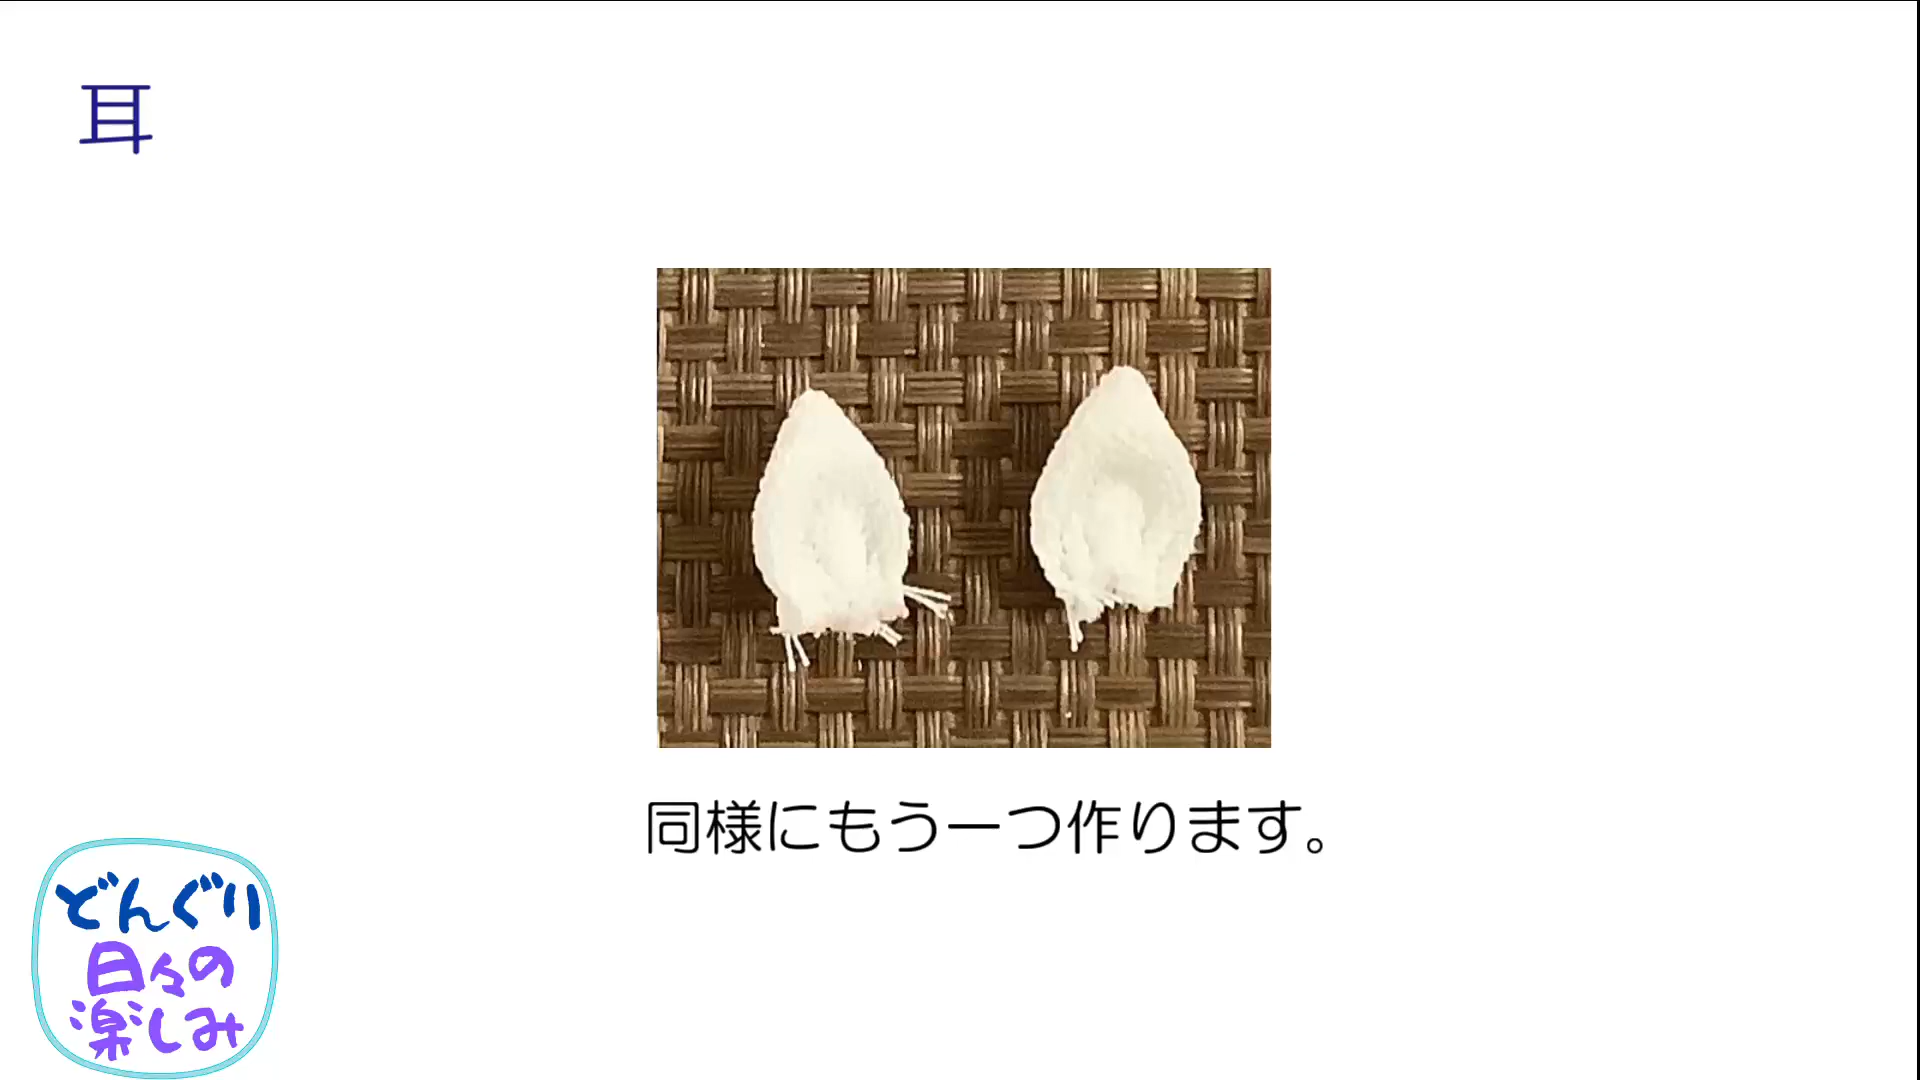 耳
同様にもう一つ作ります。
どんぐり
日々の
楽しみ